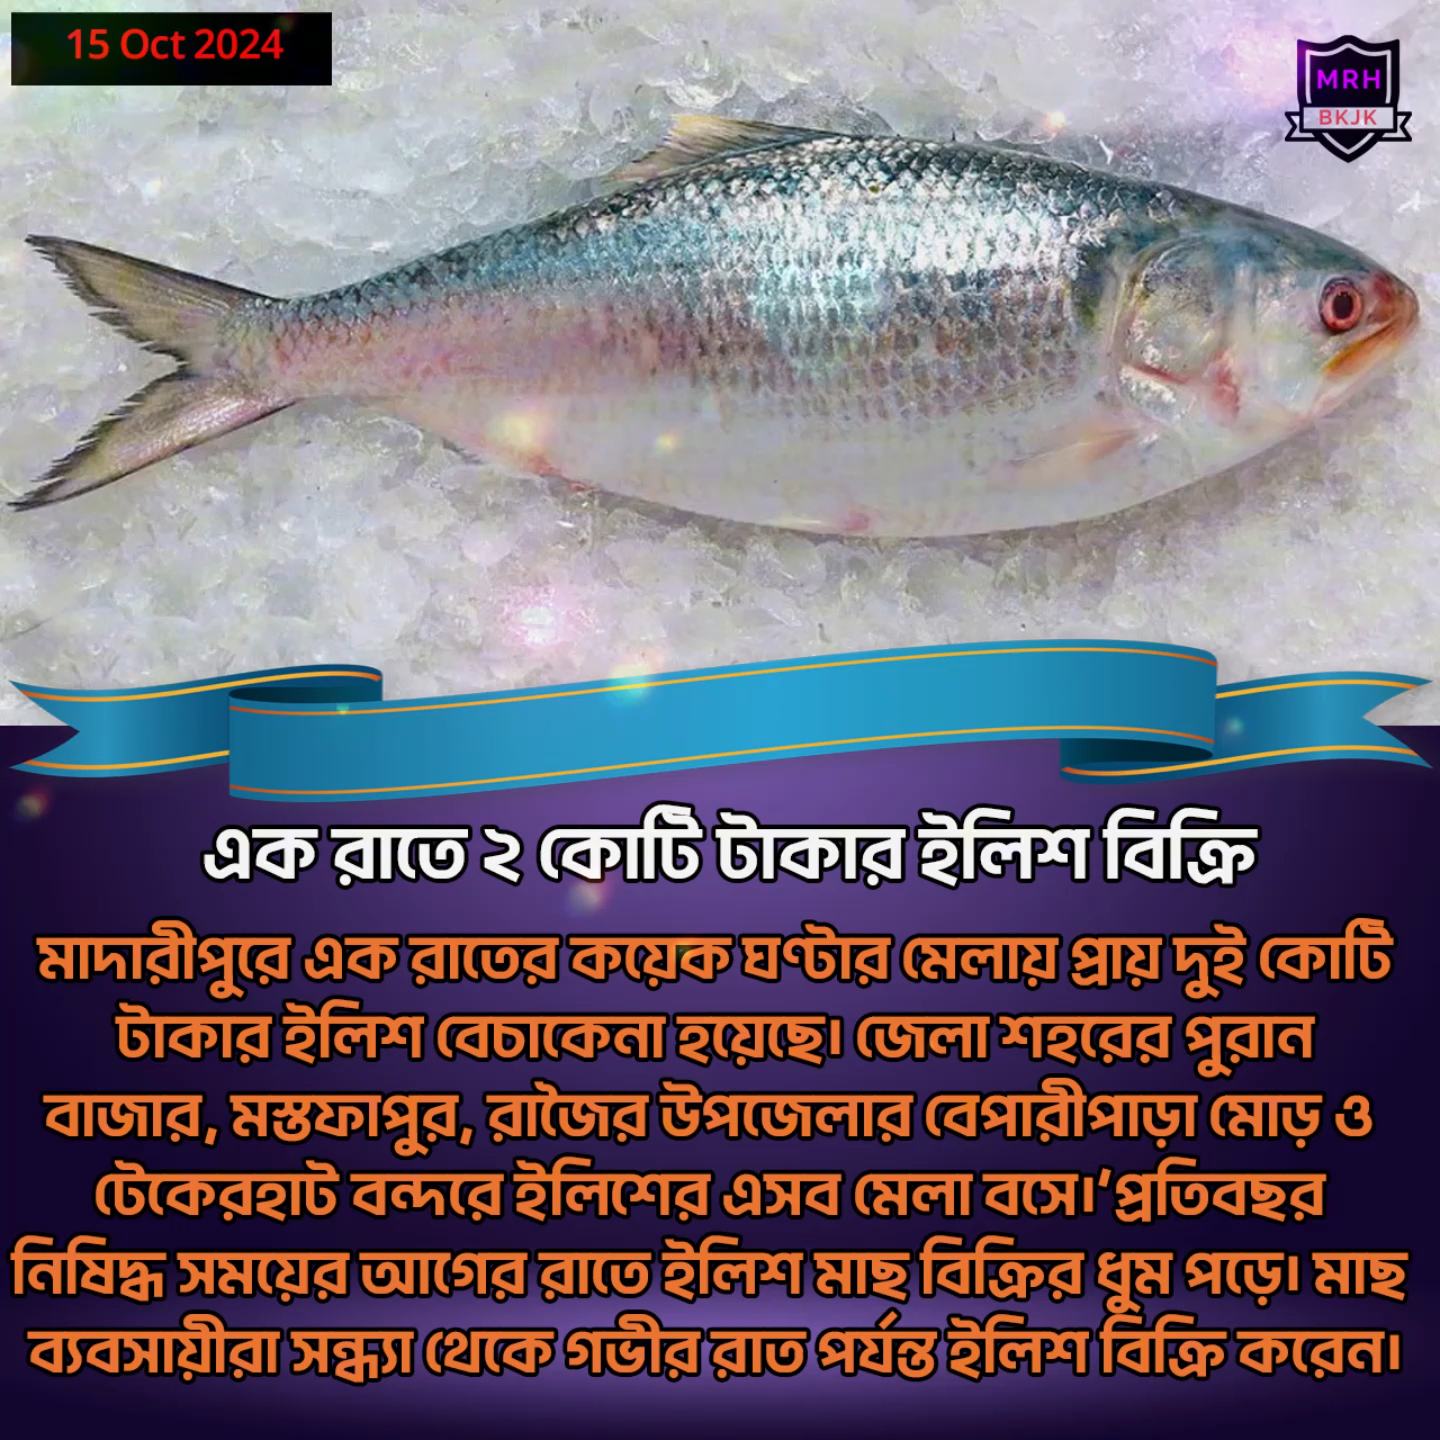 15 Oct 2024
MRH
BKJK
এক রাতে ২ কোটি টাকার ইলিশ বিক্রি
মাদারীপুরে এক রাতের কয়েক ঘণ্টার মেলায় প্রায় দুই কোটি
টাকার ইলিশ বেচাকেনা হয়েছে। জেলা শহরের পুরান
বাজার, মস্তফাপুর, রাজৈর উপজেলার বেপারীপাড়া মোড় ও
টেকেরহাট বন্দরে ইলিশের এসব মেলা বসে।’প্রতিবছর
নিষিদ্ধ সময়ের আগের রাতে ইলিশ মাছ বিক্রির ধুম পড়ে। মাছ
ব্যবসায়ীরা সন্ধ্যা থেকে গভীর রাত পর্যন্ত ইলিশ বিক্রি করেন।